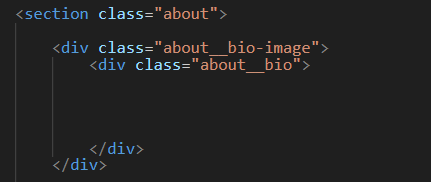 <section class="about">
<div class="about__bio-image">
<div class="about__bio">
</div>
</div>